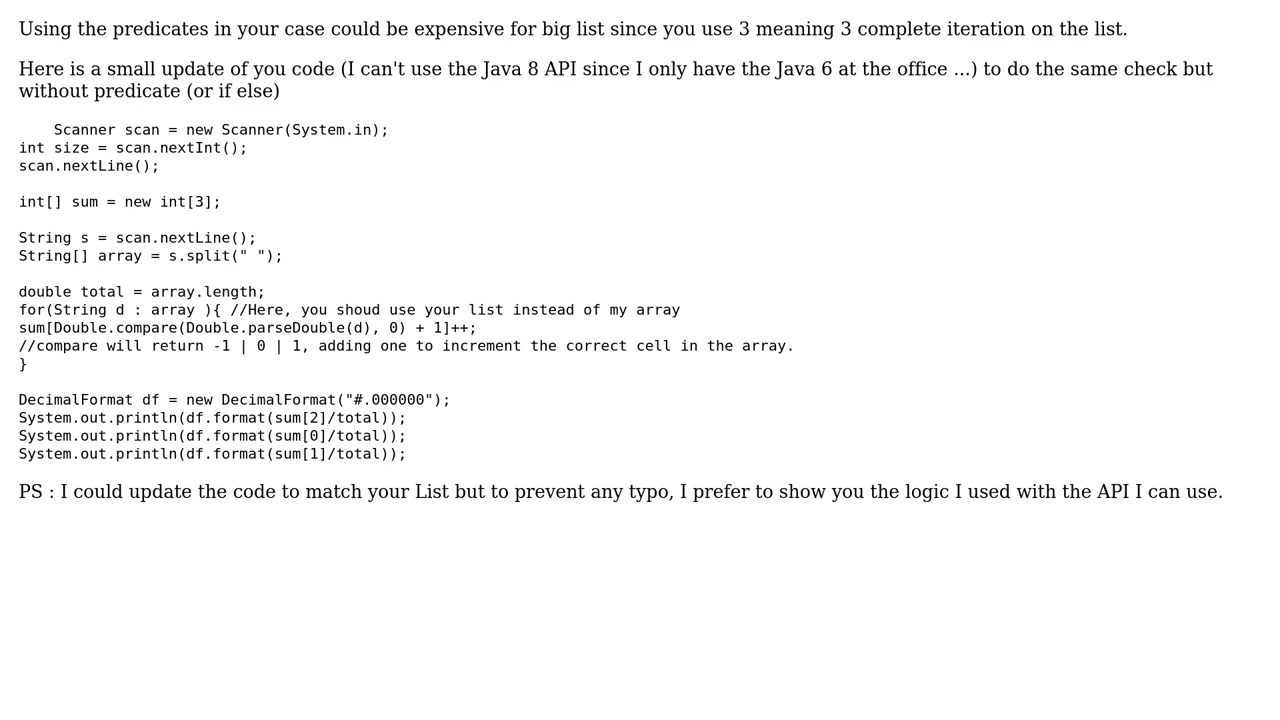 Using the predicates in your case could be expensive for big list since you use 3 meaning 3 complete iteration on the list.
Here is a small update of you code (I can't use the Java 8 API since I only have the Java 6 at the office ...) to do the same check but
without predicate (or if else)
    Scanner scan = new Scanner(System.in);
int size = scan.nextInt();
scan.nextLine();

int[] sum = new int[3];

String s = scan.nextLine();
String[] array = s.split(" ");

double total = array.length;
for(String d : array ){ //Here, you shoud use your list instead of my array
sum[Double.compare(Double.parseDouble(d), 0) + 1]++;
//compare will return -1 | 0 | 1, adding one to increment the correct cell in the array.
}

DecimalFormat df = new DecimalFormat("#.000000");
System.out.println(df.format(sum[2]/total));
System.out.println(df.format(sum[0]/total));
System.out.println(df.format(sum[1]/total));
PS : I could update the code to match your List but to prevent any typo, I prefer to show you the logic I used with the API I can use.